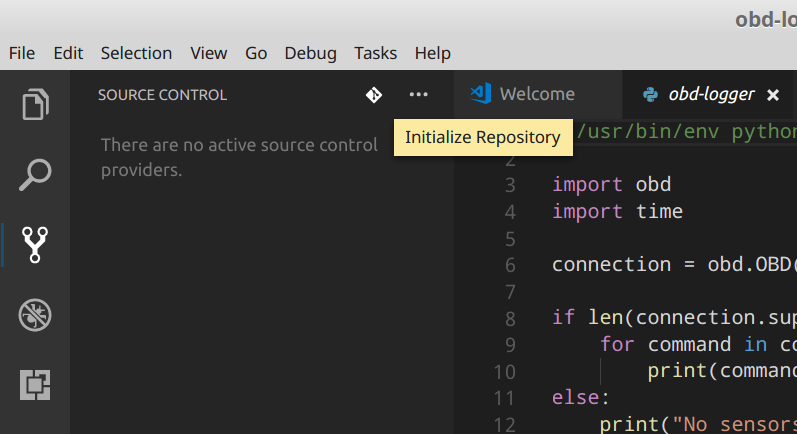 obd-lo
File Edit Selection View Go Debug Tasks Help
SOURCE CONTROL
Welcome
obd-logger
There are no active source control
providers.
Initialize Repository
/usr/bin/env python
2
3 import obd
4 import time
5
6 connection = obd.OBD(
7
8 if len(connection.sup
9 for command in co
10 print(command
11 else:
12 print("No sensors